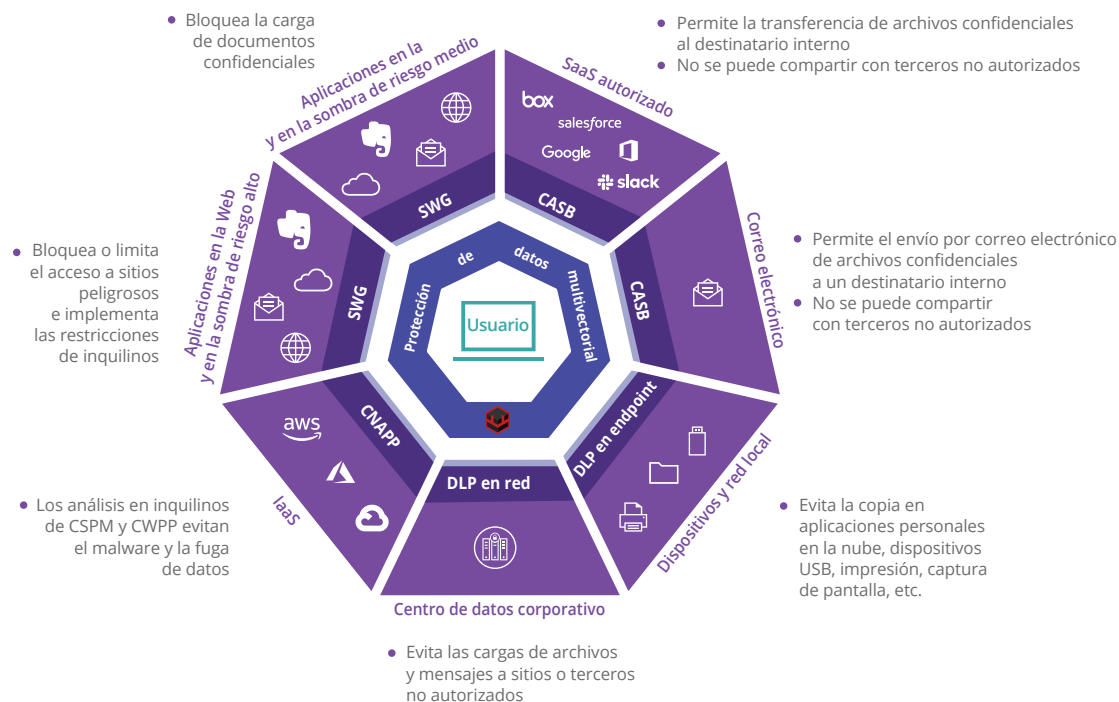 Bloquea la carga
de documentos
confidenciales
Permite la transferencia de archivos confidenciales
al destinatario interno
No se puede compartir con terceros no autorizados
Aplicaciones en la
y en la sombra de riesgo medio
SaaS autorizado
box
salesforce
Google
slack
SWG
CASB
Aplicaciones en la Web
y en la sombra de riesgo alto
Bloquea o limita
el acceso a sitios
peligrosos
e implementa
las restricciones
de inquilinos
SWG
Protección de datos multivectorial
Usuario
CASB
Correo electrónico
Permite el envío por correo electrónico
de archivos confidenciales
a un destinatario interno
No se puede compartir
con terceros no autorizados
aws
CNAPP
DLP en red
DLP en endpoint
IaaS
Dispositivos y red local
Los análisis en inquilinos
de CSPM y CWPP evitan
el malware y la fuga
de datos
Evita la copia en
aplicaciones personales
en la nube, dispositivos
USB, impresión, captura
de pantalla, etc.
Centro de datos corporativo
Evita las cargas de archivos
y mensajes a sitios o terceros
no autorizados